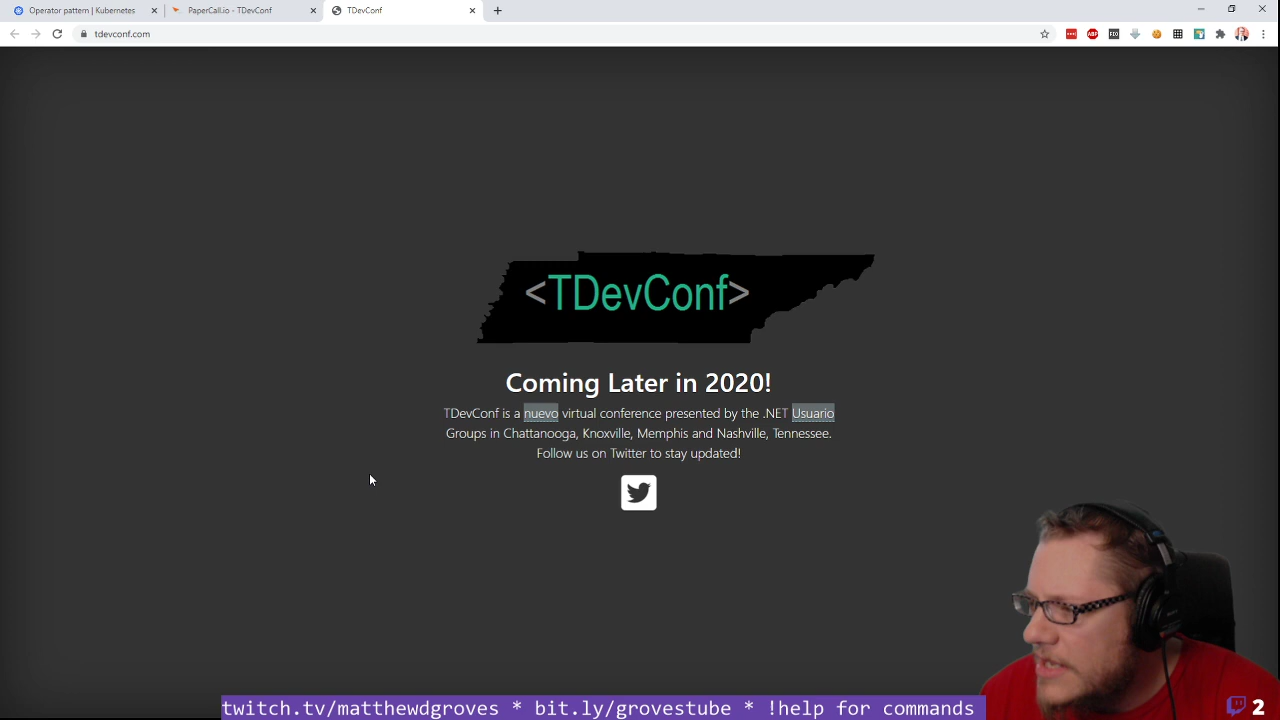 Operator pattern | Kubernetes
PaperCall.io - TDevConf
TDevConf
tdevconf.com
<TDevConf>
Coming Later in 2020!
TDevConf is a nuevo virtual conference presented by the .NET Usuario
Groups in Chattanooga, Knoxville, Memphis and Nashville, Tennessee.
Follow us on Twitter to stay updated!
twitch.tv/matthewdgroves * bit.ly/grovestube * !help for commands
2